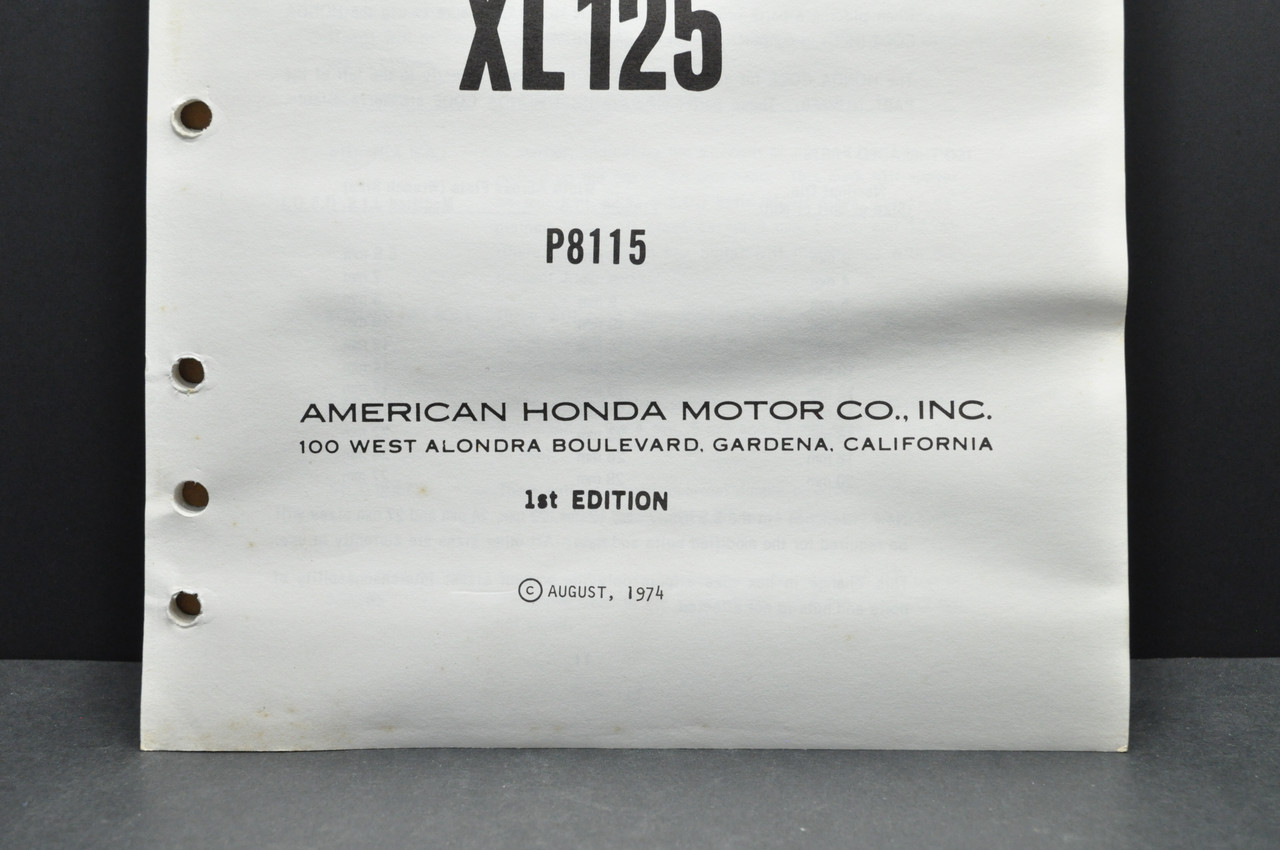 XL125
P8115
AMERICAN HONDA MOTOR CO., INC.
100 WEST ALONDRA BOULEVARD, GARDENA, CALIFORNIA
1st EDITION
© AUGUST, 1974